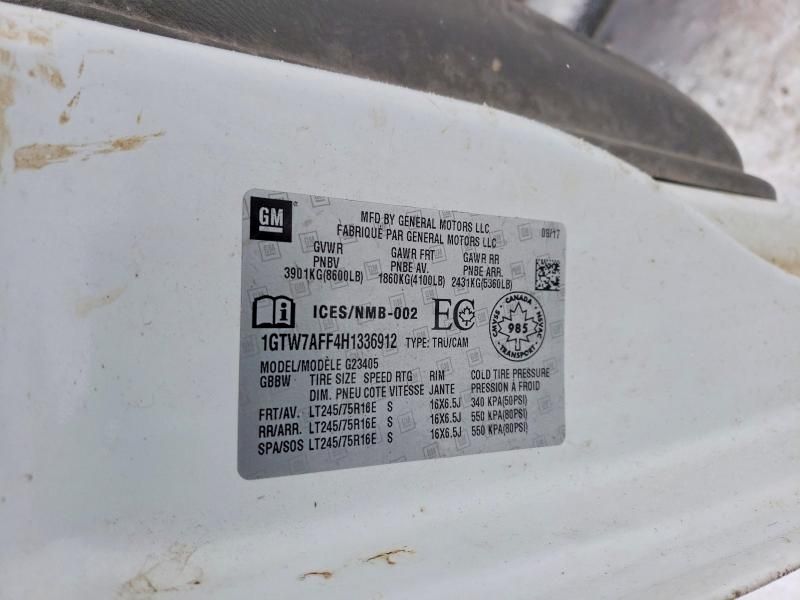 GM
MFD BY GENERAL MOTORS LLC
FABRIQUÉ PAR GENERAL MOTORS LLC
09/17
GVWR GAWR FRT GAWR RR
PNBV PNBE AV. PNBE ARR.
3901KG(8600LB) 1860KG(4100LB) 2431KG(5360LB)
ICES/NMB-002 EC
CANADA
CMVSS 985 NSVAC
TRANSPORT
1GTW7AFF4H1336912 TYPE: TRU/CAM
MODEL/MODÈLE G23405
GBBW TIRE SIZE SPEED RTG RIM COLD TIRE PRESSURE
DIM. PNEU COTE VITESSE JANTE PRESSION A FROID
FRT/AV. LT245/75R16E S 16X6.5J 340 KPA(50PSI)
RR/ARR. LT245/75R16E S 16X6.5J 550 KPA(80PSI)
SPA/SOS LT245/75R16E S 16X6.5J 550 KPA(80PSI)